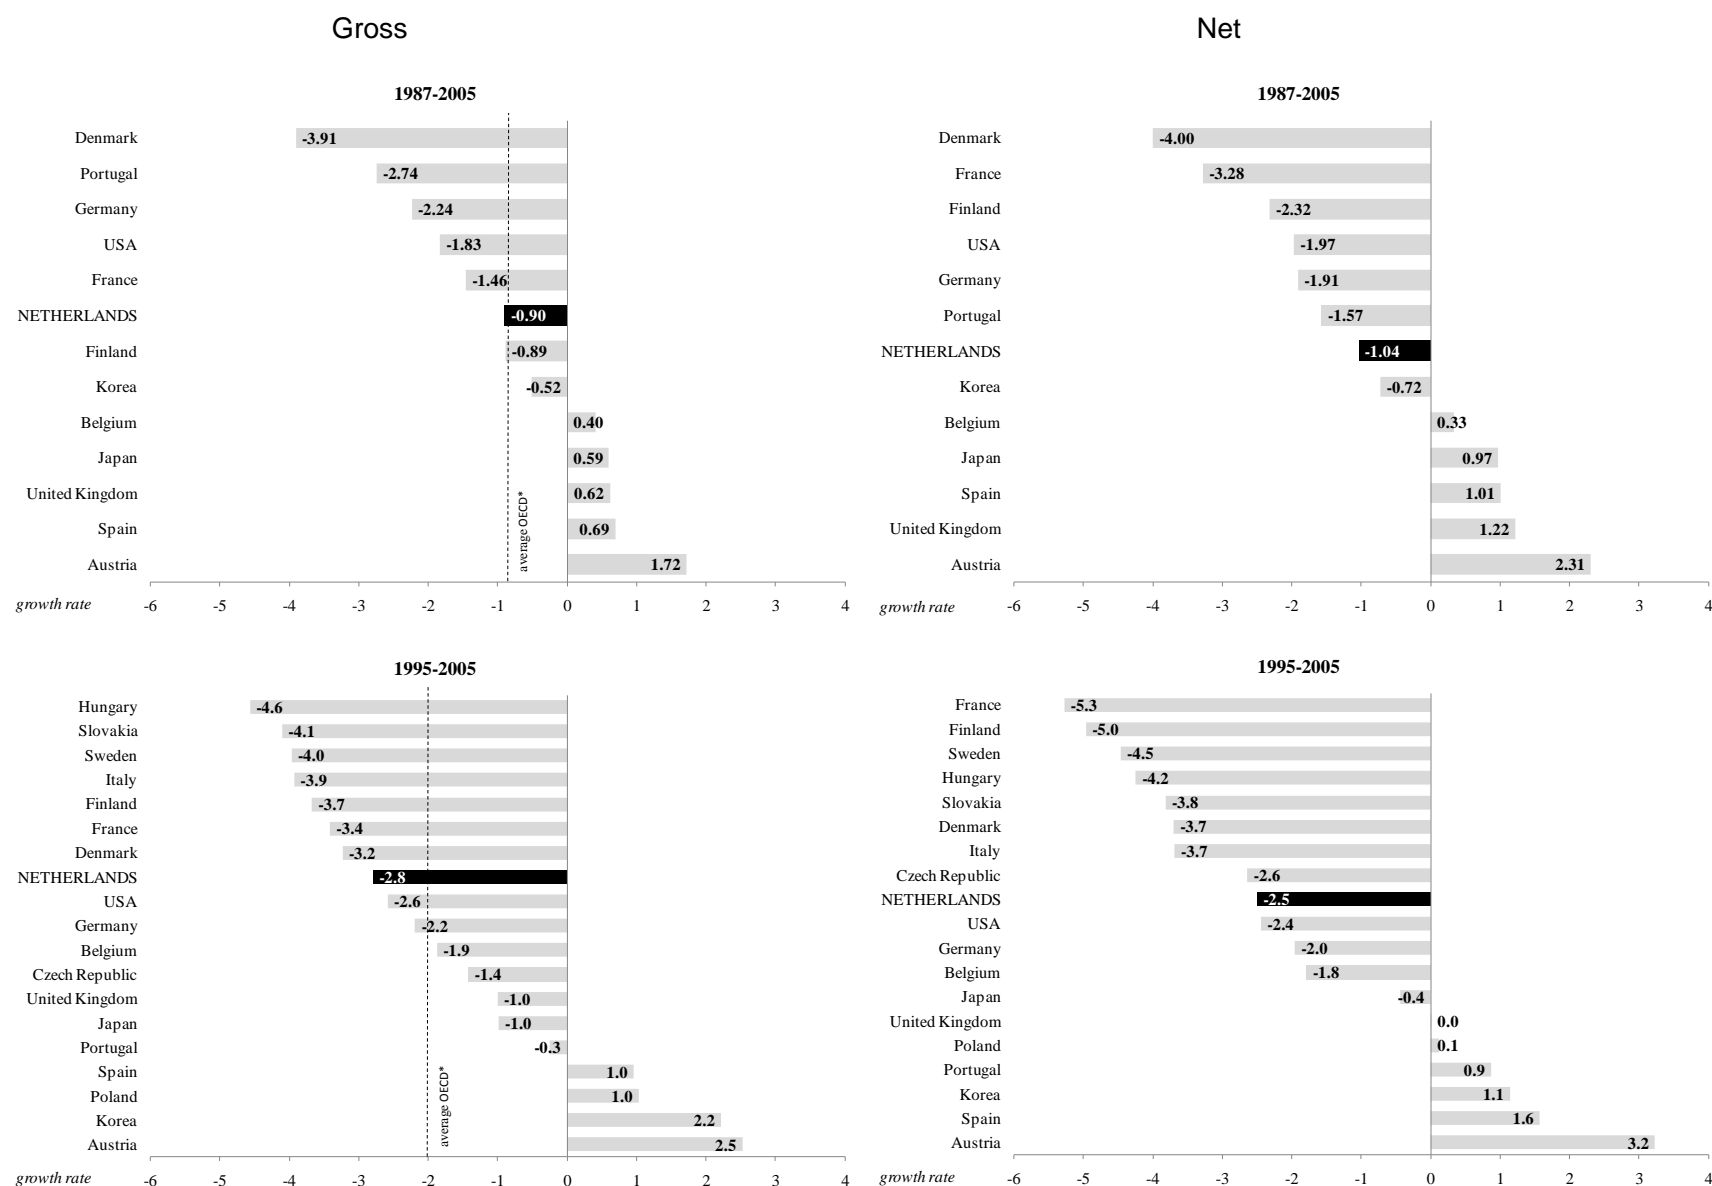 Gross
Net
1987-2005
Denmark -3.91
Portugal -2.74
Germany -2.24
USA -1.83
France -1.46
NETHERLANDS -0.90
Finland -0.89
Korea -0.52
Belgium 0.40
Japan 0.59
United Kingdom 0.62
Spain 0.69
Austria 1.72
average OECD*
growth rate -6 -5 -4 -3 -2 -1 0 1 2 3 4
1987-2005
Denmark -4.00
France -3.28
Finland -2.32
USA -1.97
Germany -1.91
Portugal -1.57
NETHERLANDS -1.04
Korea -0.72
Belgium 0.33
Japan 0.97
Spain 1.01
United Kingdom 1.22
Austria 2.31
growth rate -6 -5 -4 -3 -2 -1 0 1 2 3 4
1995-2005
Hungary -4.6
Slovakia -4.1
Sweden -4.0
Italy -3.9
Finland -3.7
France -3.4
Denmark -3.2
NETHERLANDS -2.8
USA -2.6
Germany -2.2
Belgium -1.9
Czech Republic -1.4
United Kingdom -1.0
Japan -1.0
Portugal -0.3
Spain 1.0
Poland 1.0
Korea 2.2
Austria 2.5
average OECD*
growth rate -6 -5 -4 -3 -2 -1 0 1 2 3 4
1995-2005
France -5.3
Finland -5.0
Sweden -4.5
Hungary -4.2
Slovakia -3.8
Denmark -3.7
Italy -3.7
Czech Republic -2.6
NETHERLANDS -2.5
USA -2.4
Germany -2.0
Belgium -1.8
Japan -0.4
United Kingdom 0.0
Poland 0.1
Portugal 0.9
Korea 1.1
Spain 1.6
Austria 3.2
growth rate -6 -5 -4 -3 -2 -1 0 1 2 3 4